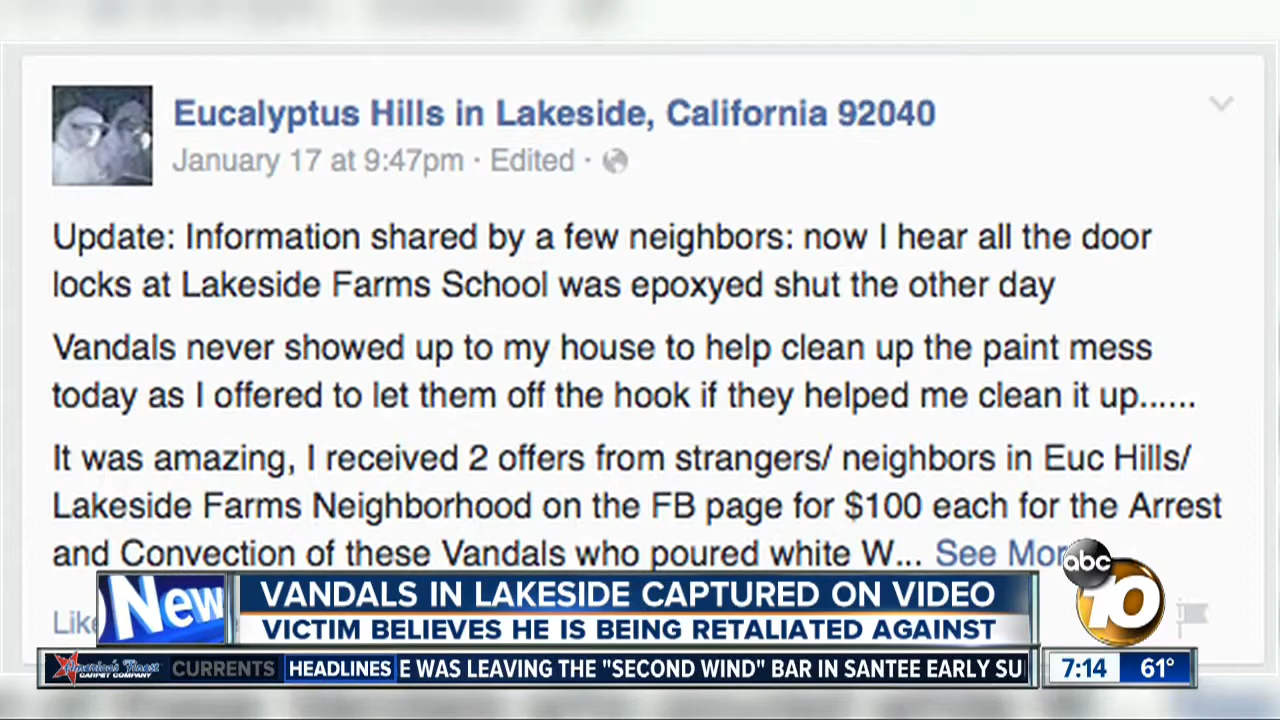 Eucalyptus Hills in Lakeside, California 92040
January 17 at 9:47pm · Edited ·
Update: Information shared by a few neighbors: now I hear all the door
locks at Lakeside Farms School was epoxyed shut the other day
Vandals never showed up to my house to help clean up the paint mess
today as I offered to let them off the hook if they helped me clean it up......
It was amazing, I received 2 offers from strangers/ neighbors in Euc Hills/
Lakeside Farms Neighborhood on the FB page for $100 each for the Arrest
and Convection of these Vandals who poured white W... See Mor
Lik
New
VANDALS IN LAKESIDE CAPTURED ON VIDEO
VICTIM BELIEVES HE IS BEING RETALIATED AGAINST
abc
10
America's Finest
CARPET COMPANY
CURRENTS
HEADLINES
E WAS LEAVING THE "SECOND WIND" BAR IN SANTEE EARLY SU
7:14
61°